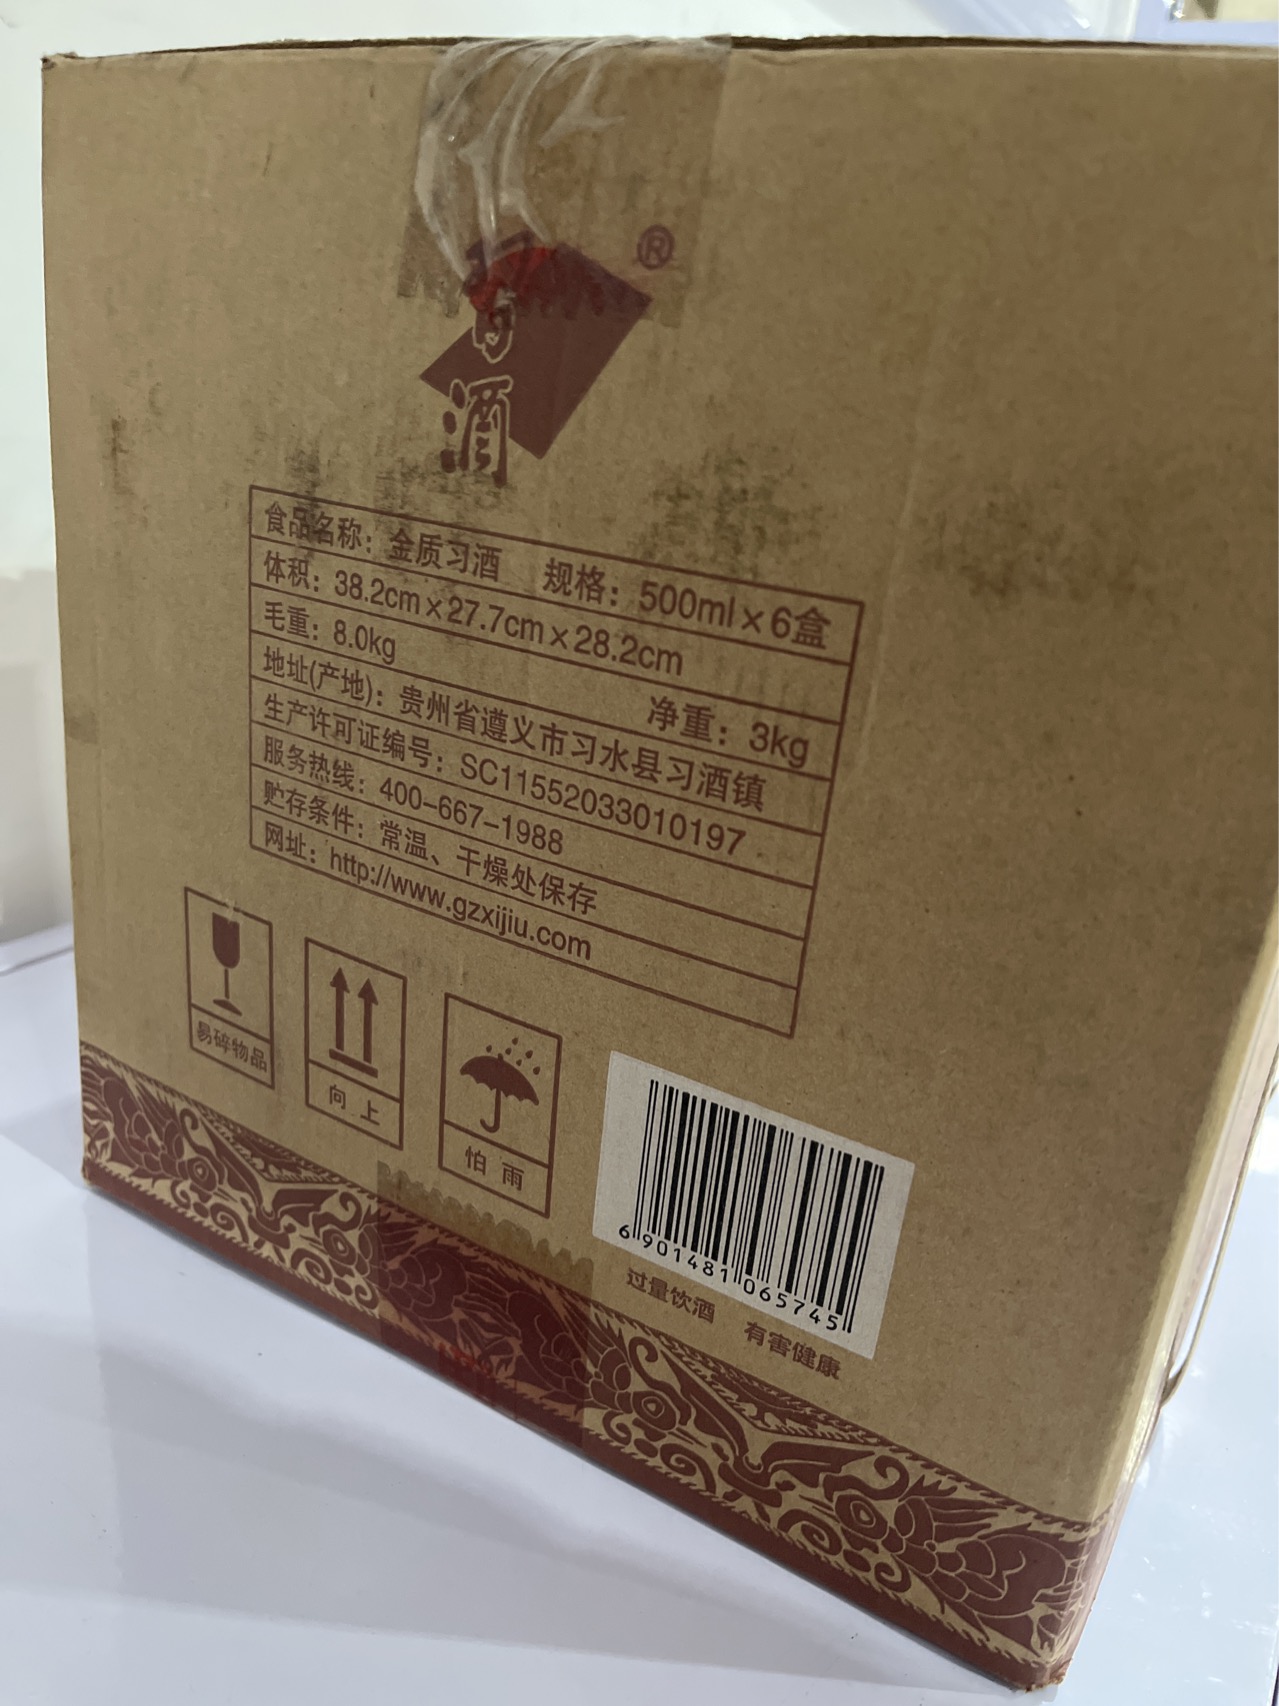 ®
习
酒
食品名称：金质习酒 规格：500ml×6盒
体积：38.2cm×27.7cm×28.2cm
毛重：8.0kg 净重：3kg
地址(产地)：贵州省遵义市习水县习酒镇
生产许可证编号：SC11552033010197
服务热线：400-667-1988
贮存条件：常温、干燥处保存
网址：http://www.gzxijiu.com
易碎物品
向上
怕雨
6 901481 065745
过量饮酒 有害健康